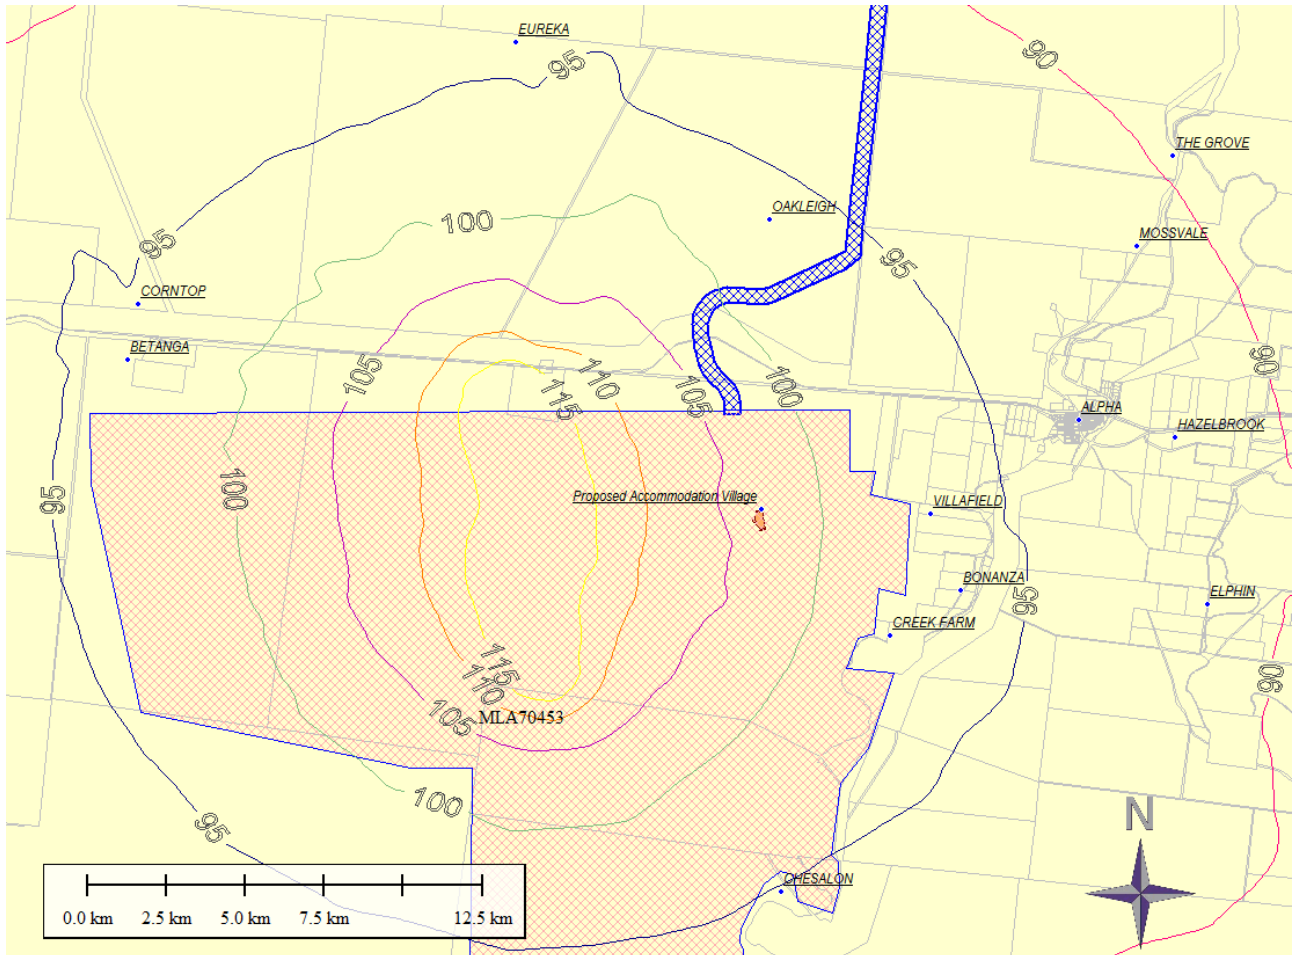 EUREKA
95
90
THE GROVE
OAKLEIGH
100
MOSSVALE
95
95
CORNTOP
BETANGA
105
110
115
105
100
90
ALPHA
HAZELBROOK
100
95
Proposed Accommodation Village
VILLAFIELD
BONANZA
95
ELPHIN
CREEK FARM
115
110
105
MLA70453
90
100
95
N
CHESALON
0.0 km 2.5 km 5.0 km 7.5 km 12.5 km